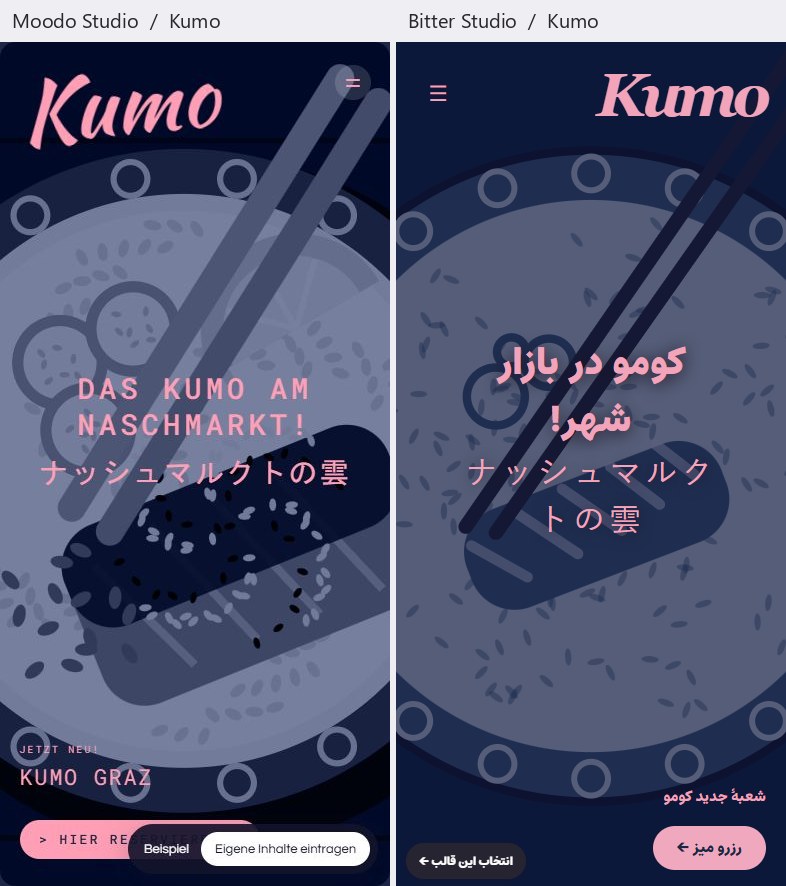 Moodo Studio / Kumo
Kumo
DAS KUMO AM
NASCHMARKT!
ナッシュマルクトの雲
JETZT NEU!
KUMO GRAZ
> HIER
Beispiel
Eigene Inhalte eintragen
Bitter Studio / Kumo
Kumo
کومو در بازار
شهر!
ナッシュマルク
トの雲
شعبهٔ جدید کومو
رزرو میز ←
انتخاب این قالب ←